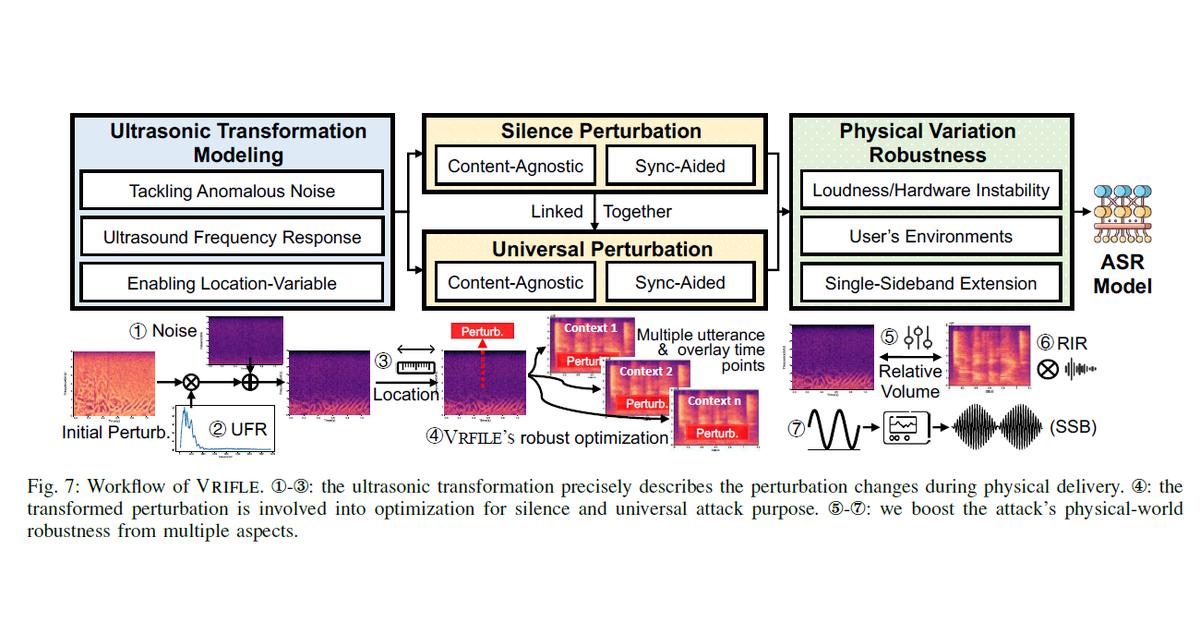 Ultrasonic Transformation
Modeling
Tackling Anomalous Noise
Ultrasound Frequency Response
Enabling Location-Variable
Silence Perturbation
Content-Agnostic
Sync-Aided
Linked Together
Universal Perturbation
Content-Agnostic
Sync-Aided
Physical Variation
Robustness
Loudness/Hardware Instability
User's Environments
Single-Sideband Extension
ASR
Model
① Noise
Initial Perturb.
② UFR
③
Location
Perturb.
④VRFILE's robust optimization
Context 1
Perturb.
Context 2
Perturb.
Context n
Perturb.
Multiple utterance
& overlay time
points
⑤
Relative
Volume
⑥ RIR
⑦
(SSB)
Fig. 7: Workflow of VRIFLE. ①-③: the ultrasonic transformation precisely describes the perturbation changes during physical delivery. ④: the
transformed perturbation is involved into optimization for silence and universal attack purpose. ⑤-⑦: we boost the attack's physical-world
robustness from multiple aspects.